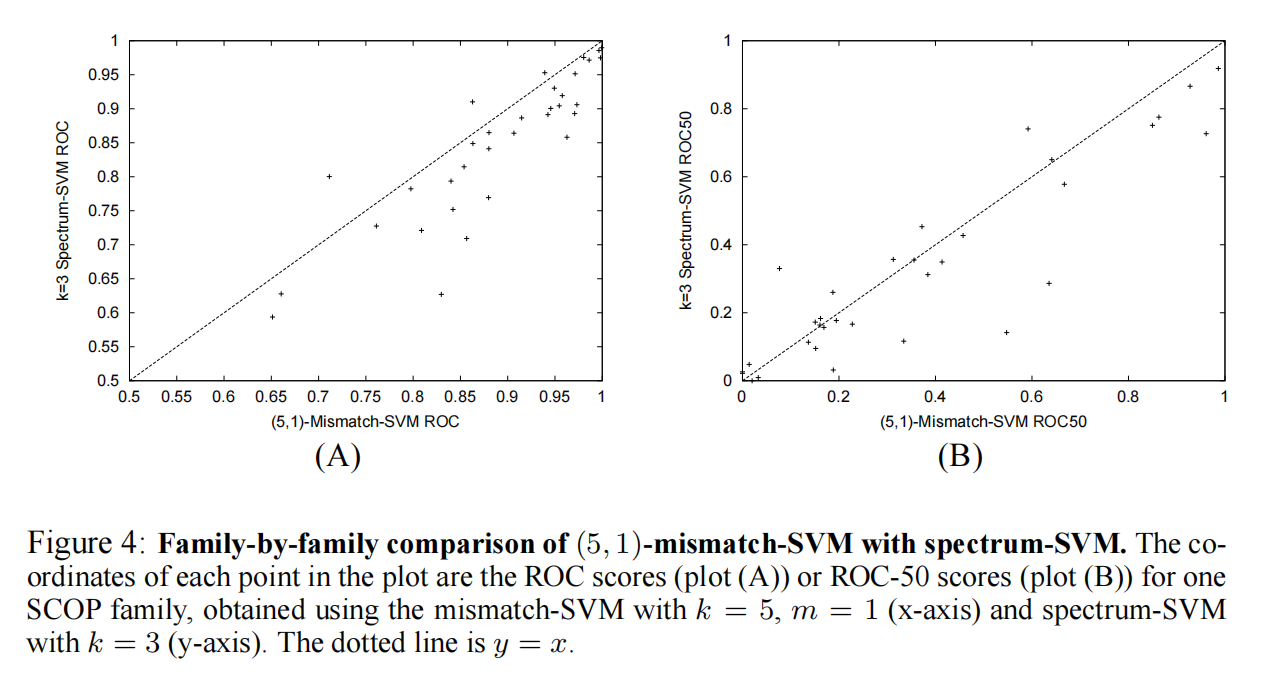 1
0.95
0.9
0.85
0.8
0.75
0.7
0.65
0.6
0.55
0.5
k=3 Spectrum-SVM ROC
0.5 0.55 0.6 0.65 0.7 0.75 0.8 0.85 0.9 0.95 1
(5,1)-Mismatch-SVM ROC
(A)
1
0.8
0.6
0.4
0.2
0
k=3 Spectrum-SVM ROC50
0 0.2 0.4 0.6 0.8 1
(5,1)-Mismatch-SVM ROC50
(B)
Figure 4: Family-by-family comparison of (5, 1)-mismatch-SVM with spectrum-SVM. The co-
ordinates of each point in the plot are the ROC scores (plot (A)) or ROC-50 scores (plot (B)) for one
SCOP family, obtained using the mismatch-SVM with k = 5, m = 1 (x-axis) and spectrum-SVM
with k = 3 (y-axis). The dotted line is y = x.